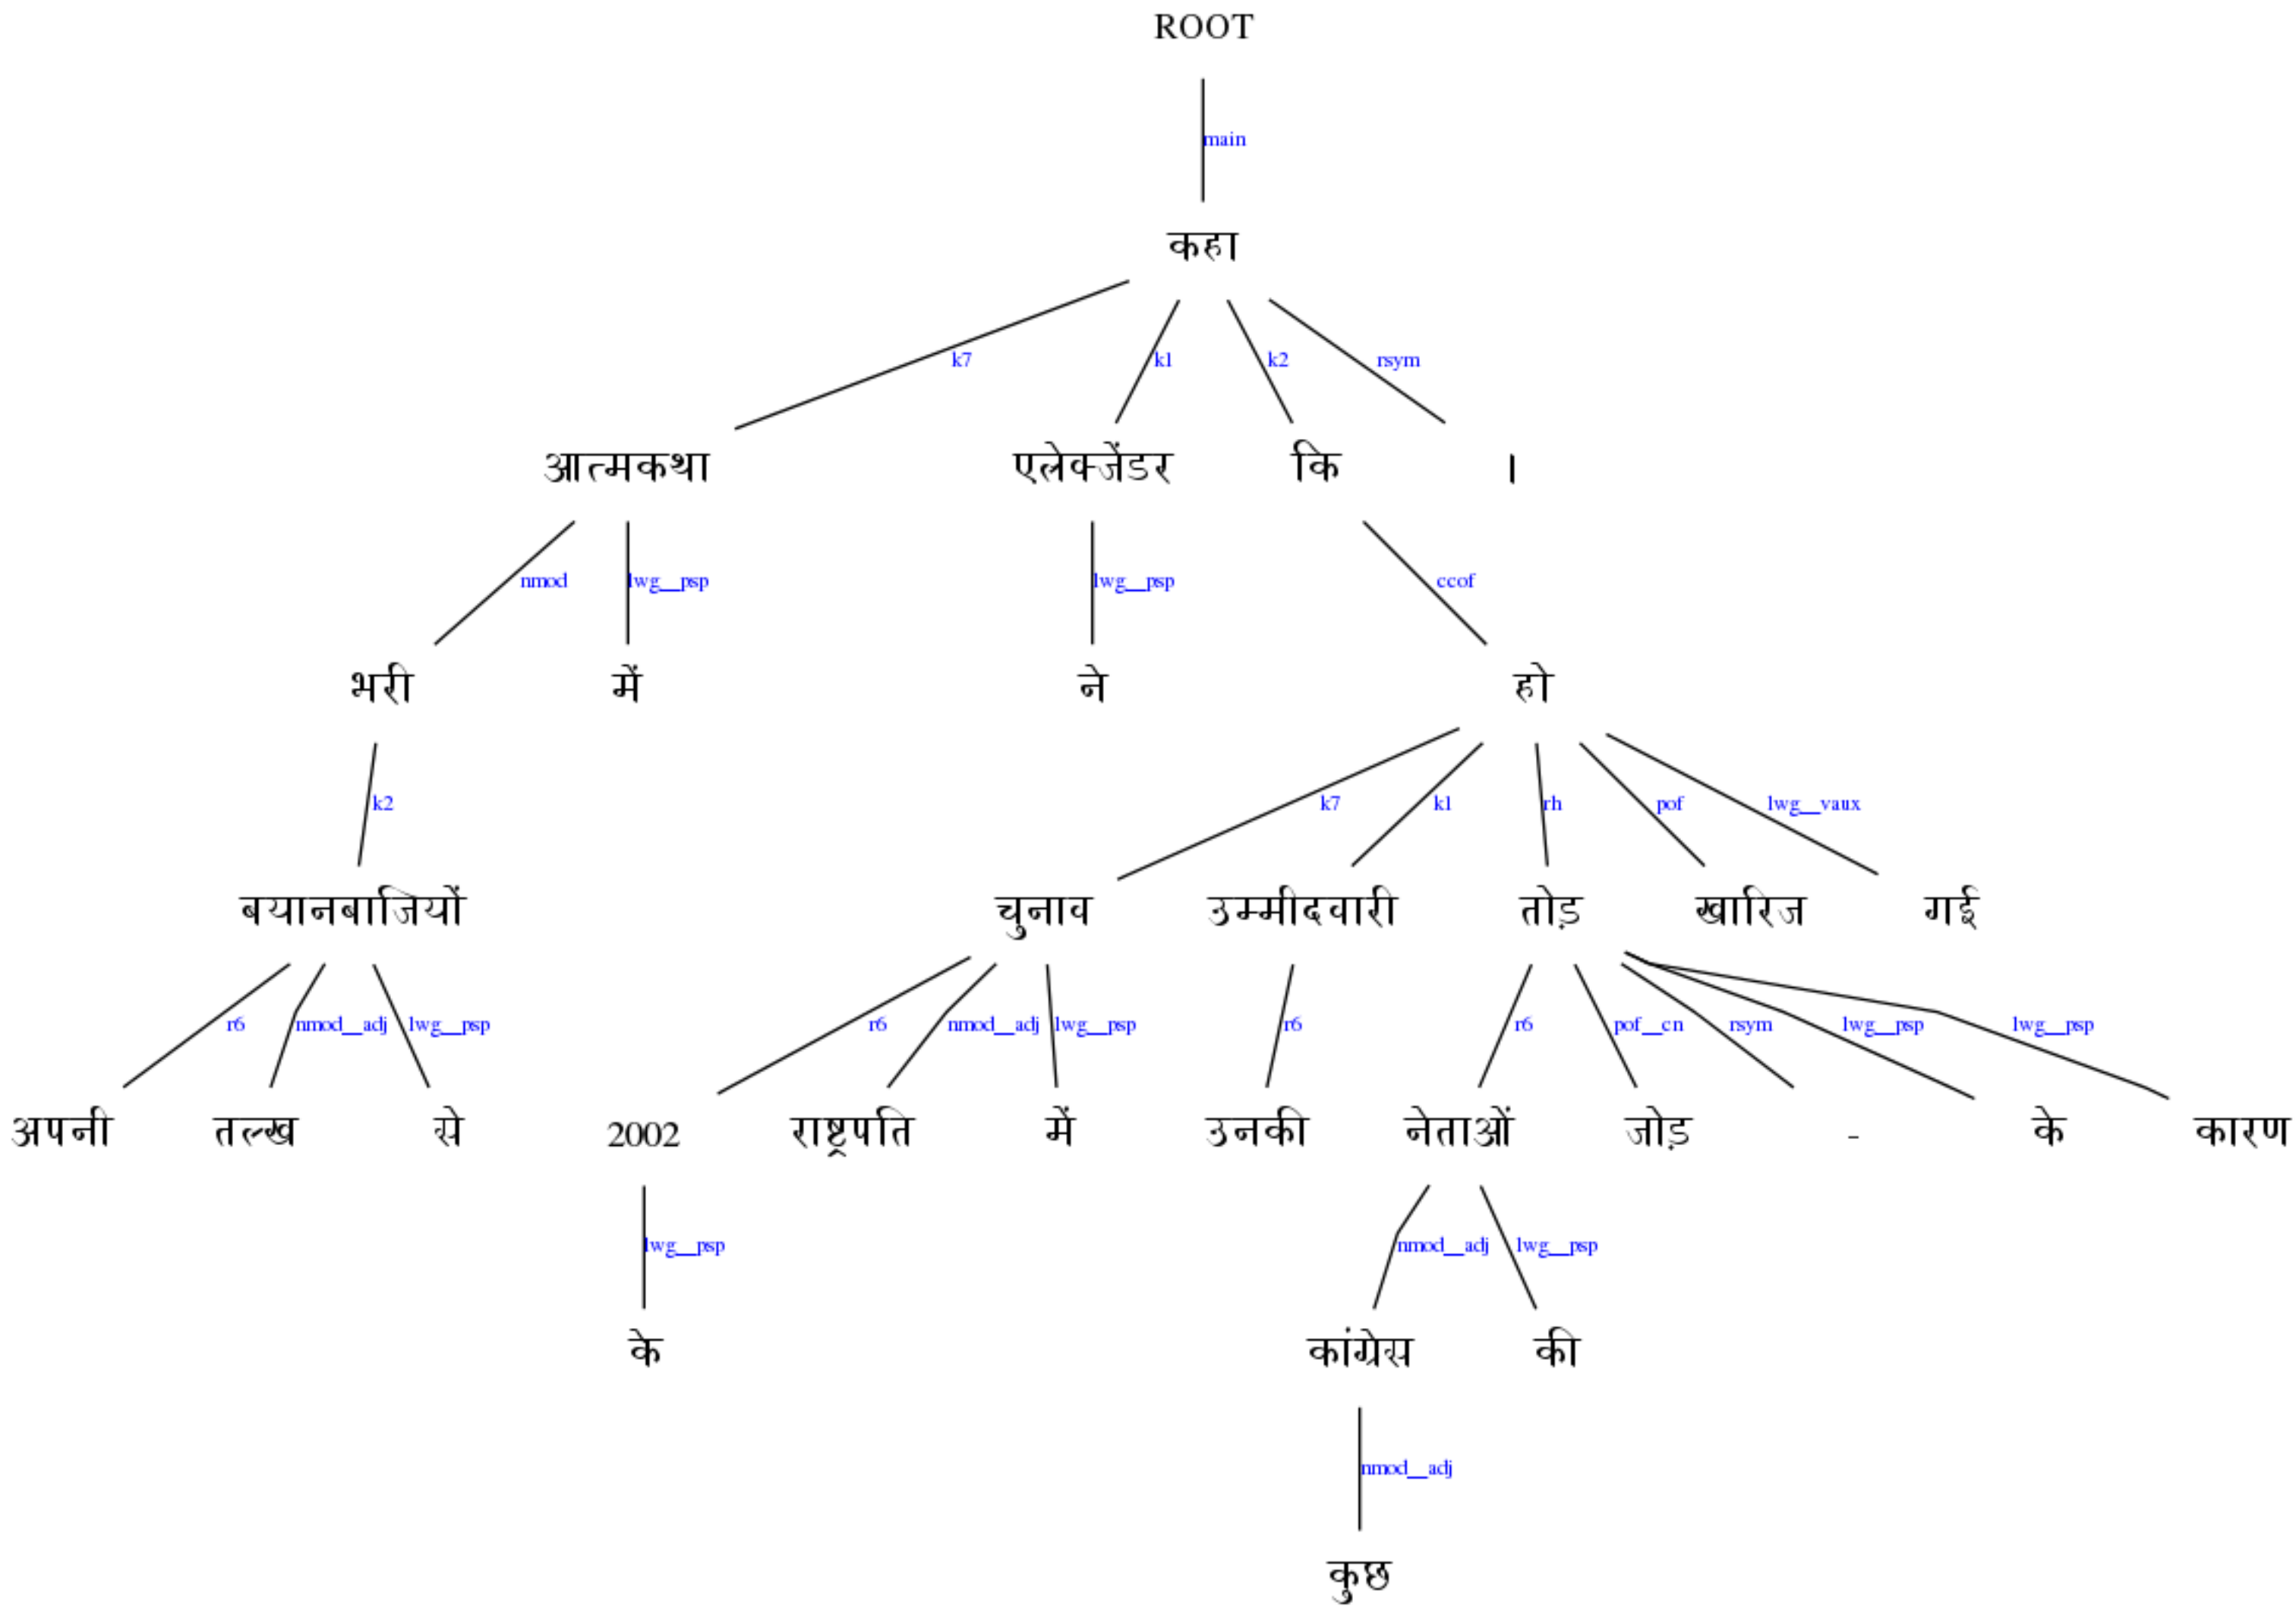 ROOT
main
कहा
k7 k1 k2 rsym
आत्मकथा एलेक्जेंडर कि ।
nmod lwg__psp lwg__psp ccof
भरी में ने हो
k2 k7 k1 rh pof lwg__vaux
बयानबाजियों चुनाव उम्मीदवारी तोड़ खारिज गई
r6 nmod__adj lwg__psp r6 nmod__adj lwg__psp r6 r6 pof__cn rsym lwg__psp lwg__psp
अपनी तल्ख से 2002 राष्ट्रपति में उनकी नेताओं जोड़ - के कारण
lwg__psp nmod__adj lwg__psp
के कांग्रेस की
nmod__adj
कुछ